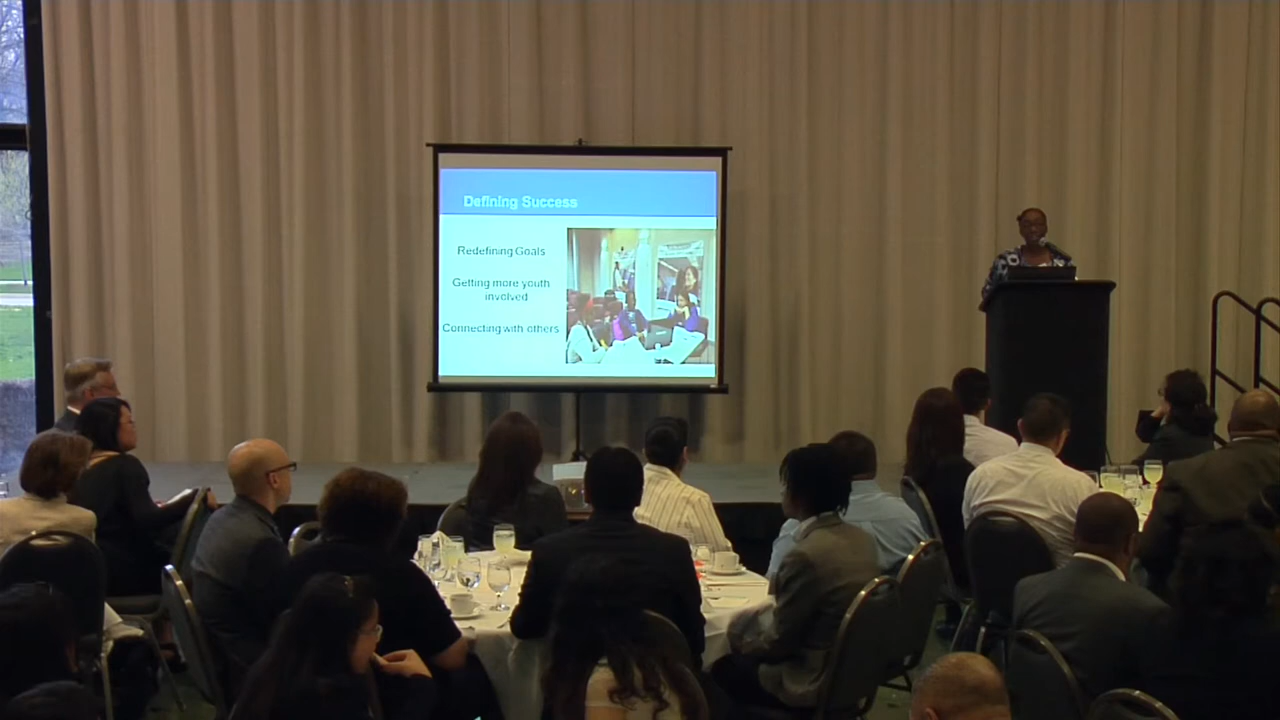 Defining Success
Redefining Goals
Getting more youth
involved
Connecting with others